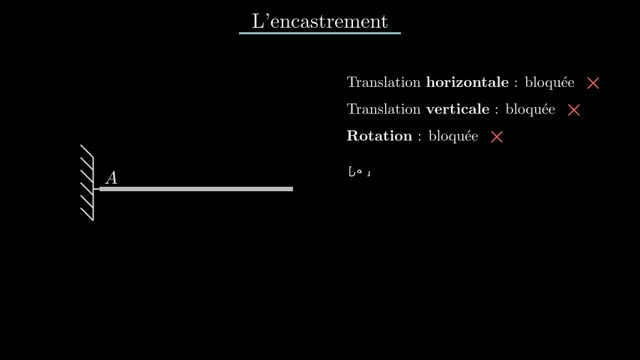 L'encastrement
Translation horizontale : bloquée
Translation verticale : bloquée
Rotation : bloquée
A